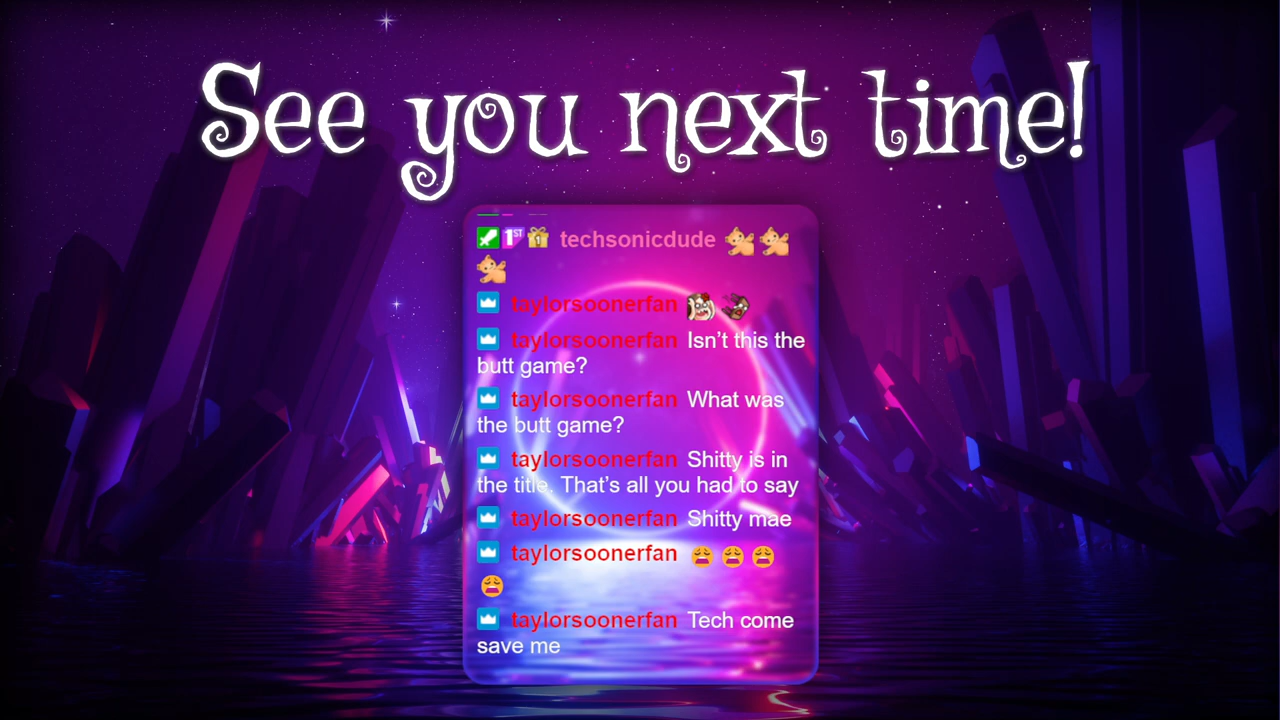 See you next time!
1ST 1 techsonicdude
taylorsoonerfan
taylorsoonerfan Isn’t this the
butt game?
taylorsoonerfan What was
the butt game?
taylorsoonerfan Shitty is in
the title. That’s all you had to say
taylorsoonerfan Shitty mae
taylorsoonerfan
taylorsoonerfan Tech come
save me